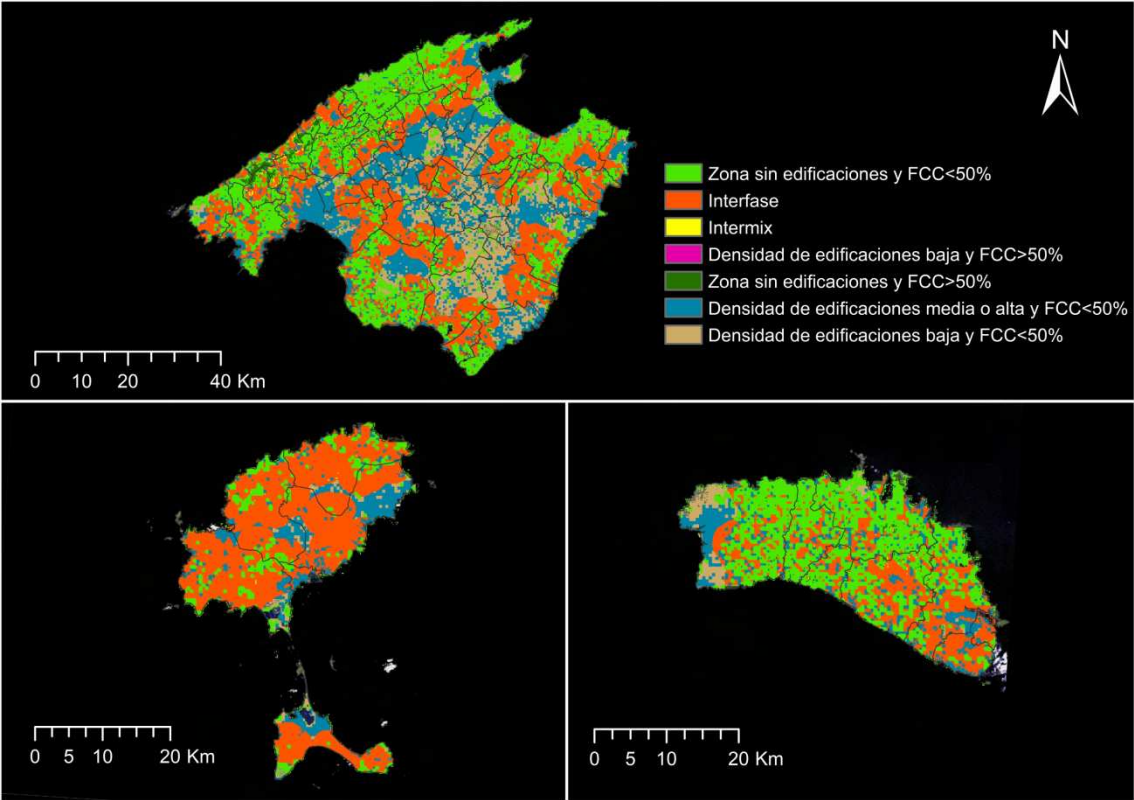 N
Zona sin edificaciones y FCC<50%
Interfase
Intermix
Densidad de edificaciones baja y FCC>50%
Zona sin edificaciones y FCC>50%
Densidad de edificaciones media o alta y FCC<50%
Densidad de edificaciones baja y FCC<50%
0 10 20 40 Km
0 5 10 20 Km
0 5 10 20 Km